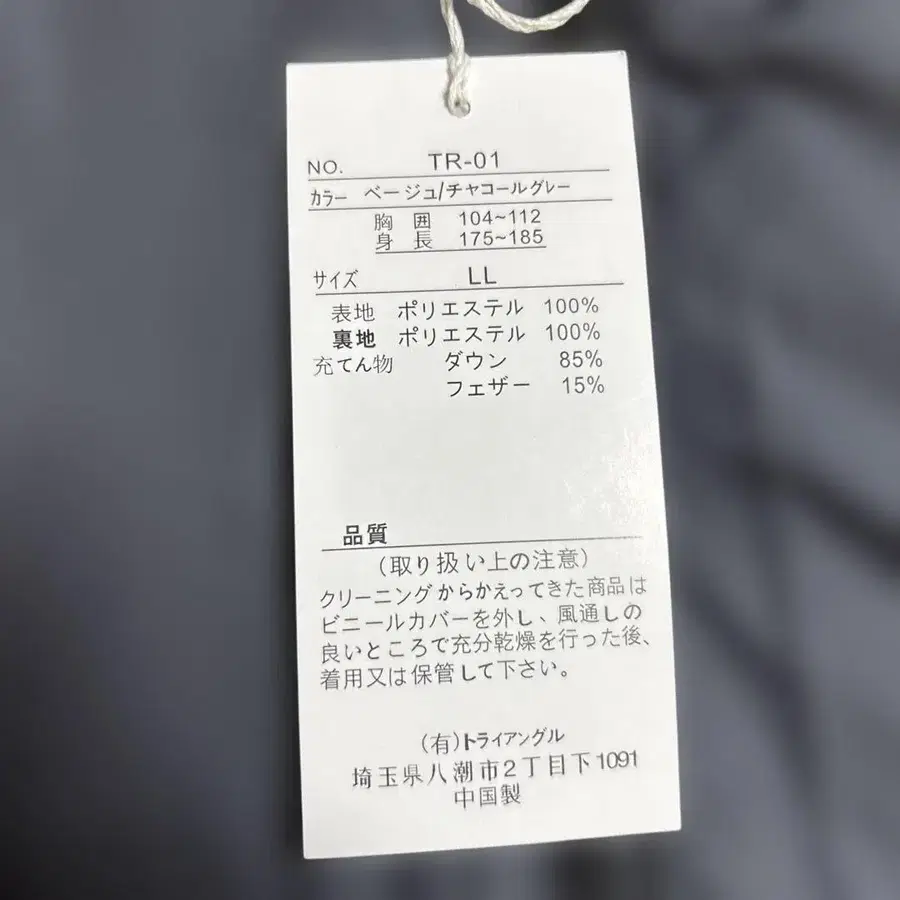 NO. TR-01
カラー ベージュ/チャコールグレー
胸 囲 104~112
身 長 175~185
サイズ LL
表地 ポリエステル 100%
裏地 ポリエステル 100%
充てん物 ダウン 85%
フェザー 15%
品質
(取り扱い上の注意)
クリーニングからかえってきた商品は
ビニールカバーを外し、風通しの
良いところで充分乾燥を行った後、
着用又は保管して下さい。
(有)トライアングル
埼玉県八潮市2丁目下1091
中国製